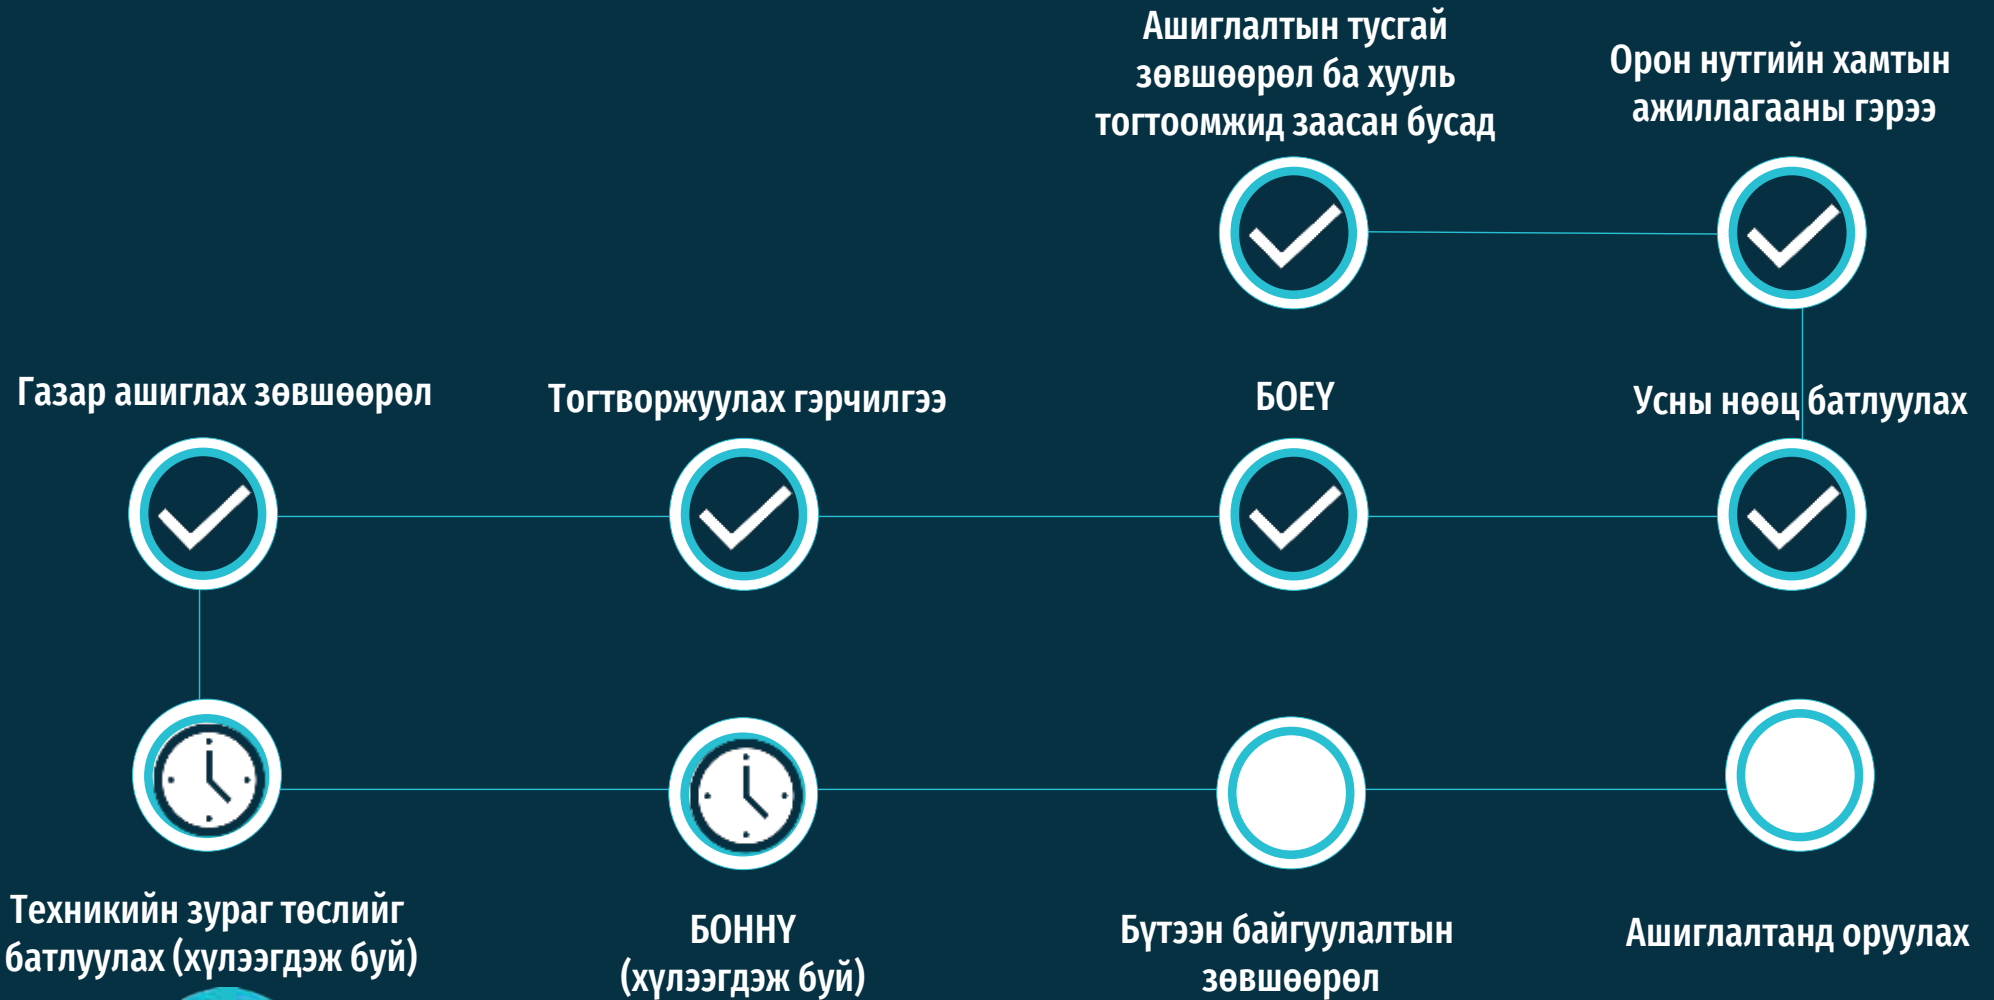 Ашиглалтын тусгай
зөвшөөрөл ба хууль
тогтоомжид заасан бусад
Орон нутгийн хамтын
ажиллагааны гэрээ
Газар ашиглах зөвшөөрөл
Тогтворжуулах гэрчилгээ
БОЕҮ
Усны нөөц батлуулах
Техникийн зураг төслийг
батлуулах (хүлээгдэж буй)
БОННҮ
(хүлээгдэж буй)
Бүтээн байгуулалтын
зөвшөөрөл
Ашиглалтанд оруулах